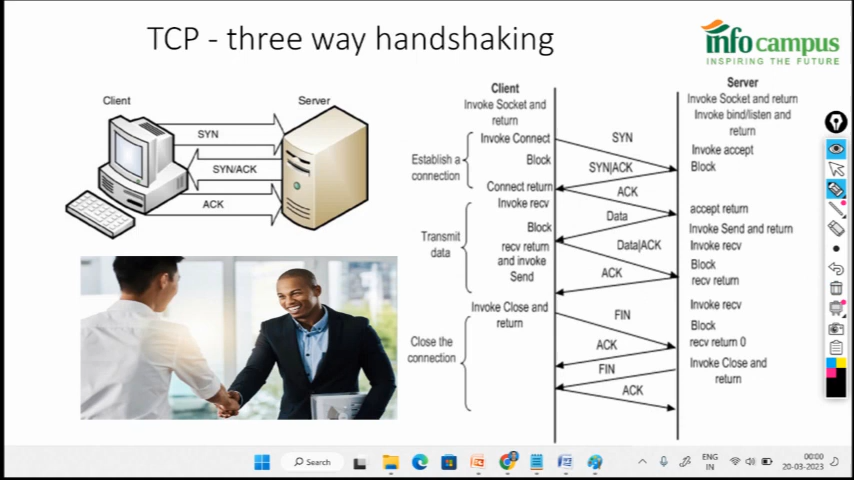 TCP - three way handshaking
info campus
INSPIRING THE FUTURE
Client
Server
SYN
SYN/ACK
ACK
Client
Invoke Socket and
return
Server
Invoke Socket and return
Invoke bind/listen and
return
Establish a
connection
Invoke Connect
Block
Connect return
SYN
SYN|ACK
ACK
Invoke accept
Block
accept return
Transmit
data
Invoke recv
Block
recv return
and invoke
Send
Data
Data|ACK
ACK
Invoke Send and return
Invoke recv
Block
recv return
Close the
connection
Invoke Close and
return
FIN
ACK
FIN
ACK
Invoke recv
Block
recv return 0
Invoke Close and
return
Search
ENG
IN
00:00
20-03-2023